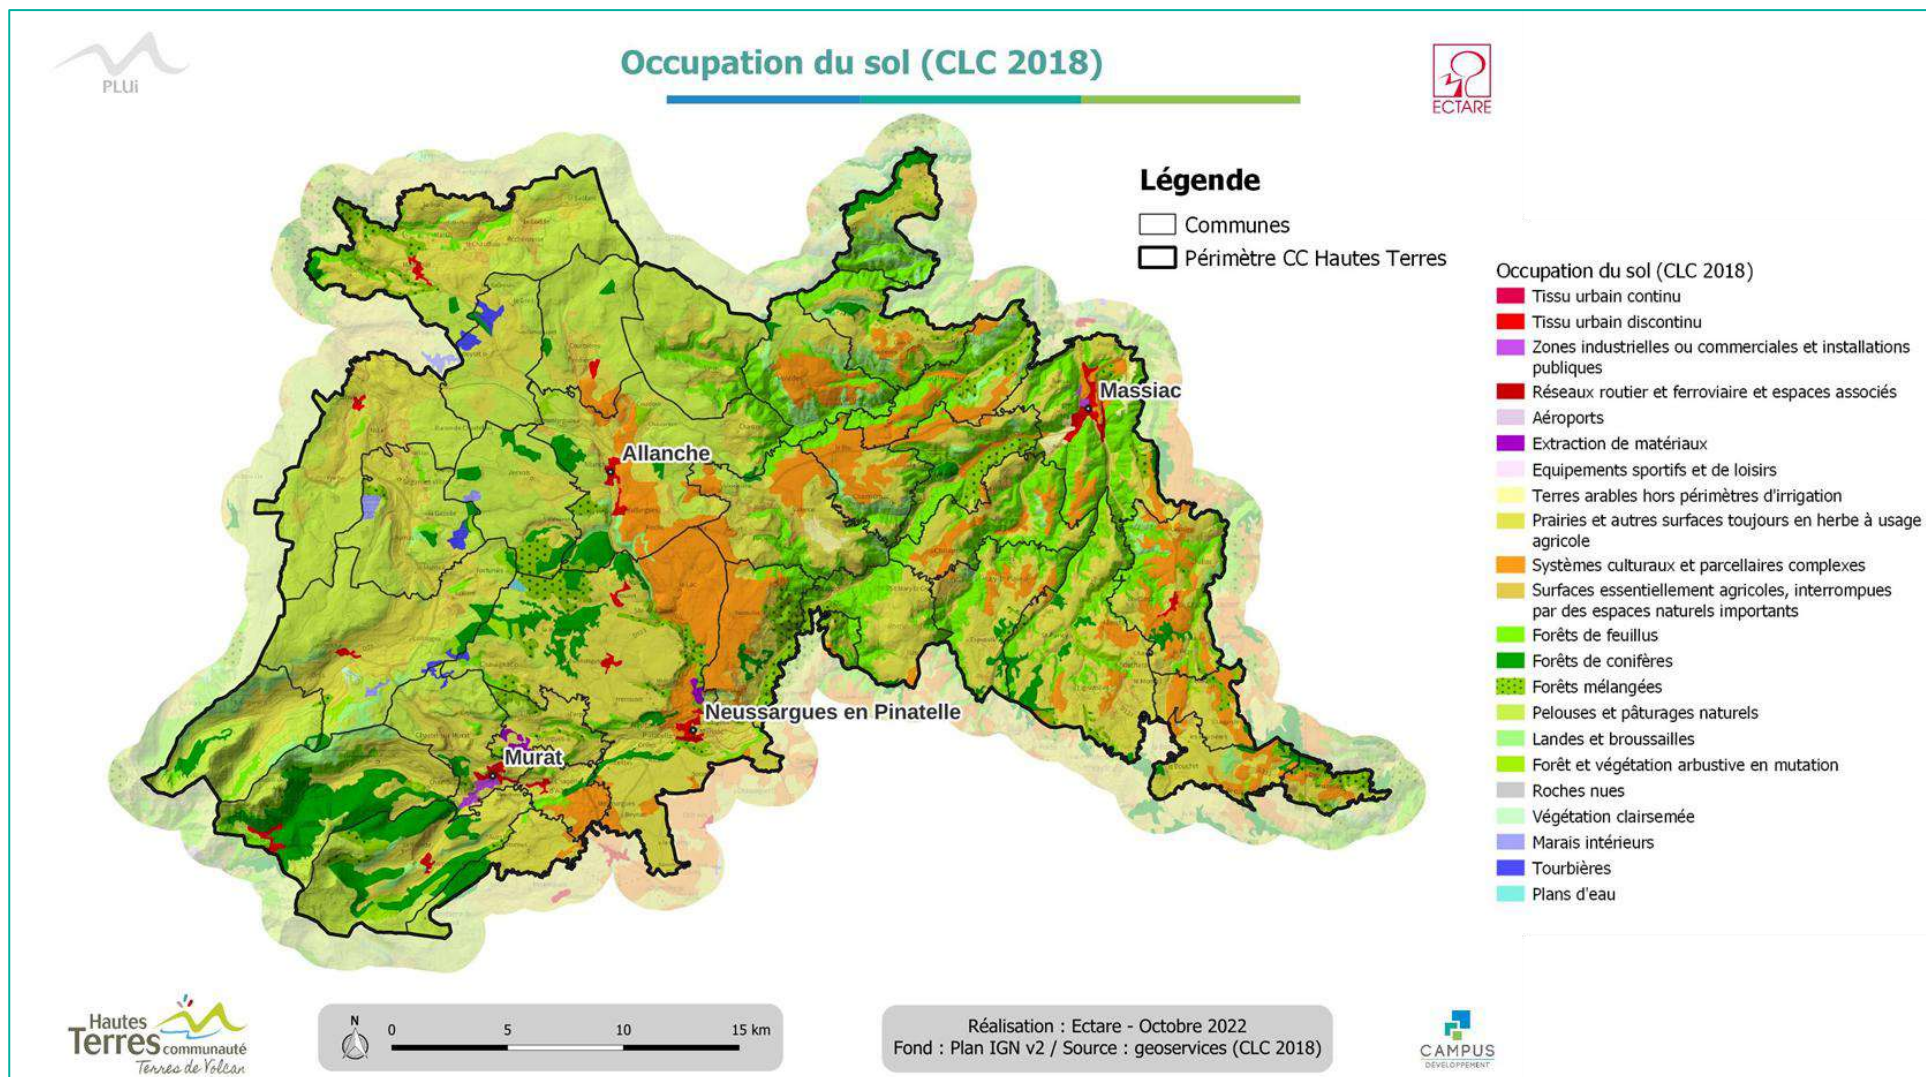 PLUi
Occupation du sol (CLC 2018)
ECTARE
Légende
Communes
Périmètre CC Hautes Terres
Occupation du sol (CLC 2018)
Tissu urbain continu
Tissu urbain discontinu
Zones industrielles ou commerciales et installations
publiques
Réseaux routier et ferroviaire et espaces associés
Aéroports
Extraction de matériaux
Equipements sportifs et de loisirs
Terres arables hors périmètres d'irrigation
Prairies et autres surfaces toujours en herbe à usage
agricole
Systèmes culturaux et parcellaires complexes
Surfaces essentiellement agricoles, interrompues
par des espaces naturels importants
Forêts de feuillus
Forêts de conifères
Forêts mélangées
Pelouses et pâturages naturels
Landes et broussailles
Forêt et végétation arbustive en mutation
Roches nues
Végétation clairsemée
Marais intérieurs
Tourbières
Plans d'eau
Massiac
Allanche
Neussargues en Pinatelle
Murat
Hautes
Terres communauté
Terres de Volcan
N
0 5 10 15 km
Réalisation : Ectare - Octobre 2022
Fond : Plan IGN v2 / Source : geoservices (CLC 2018)
CAMPUS
DEVELOPPEMENT